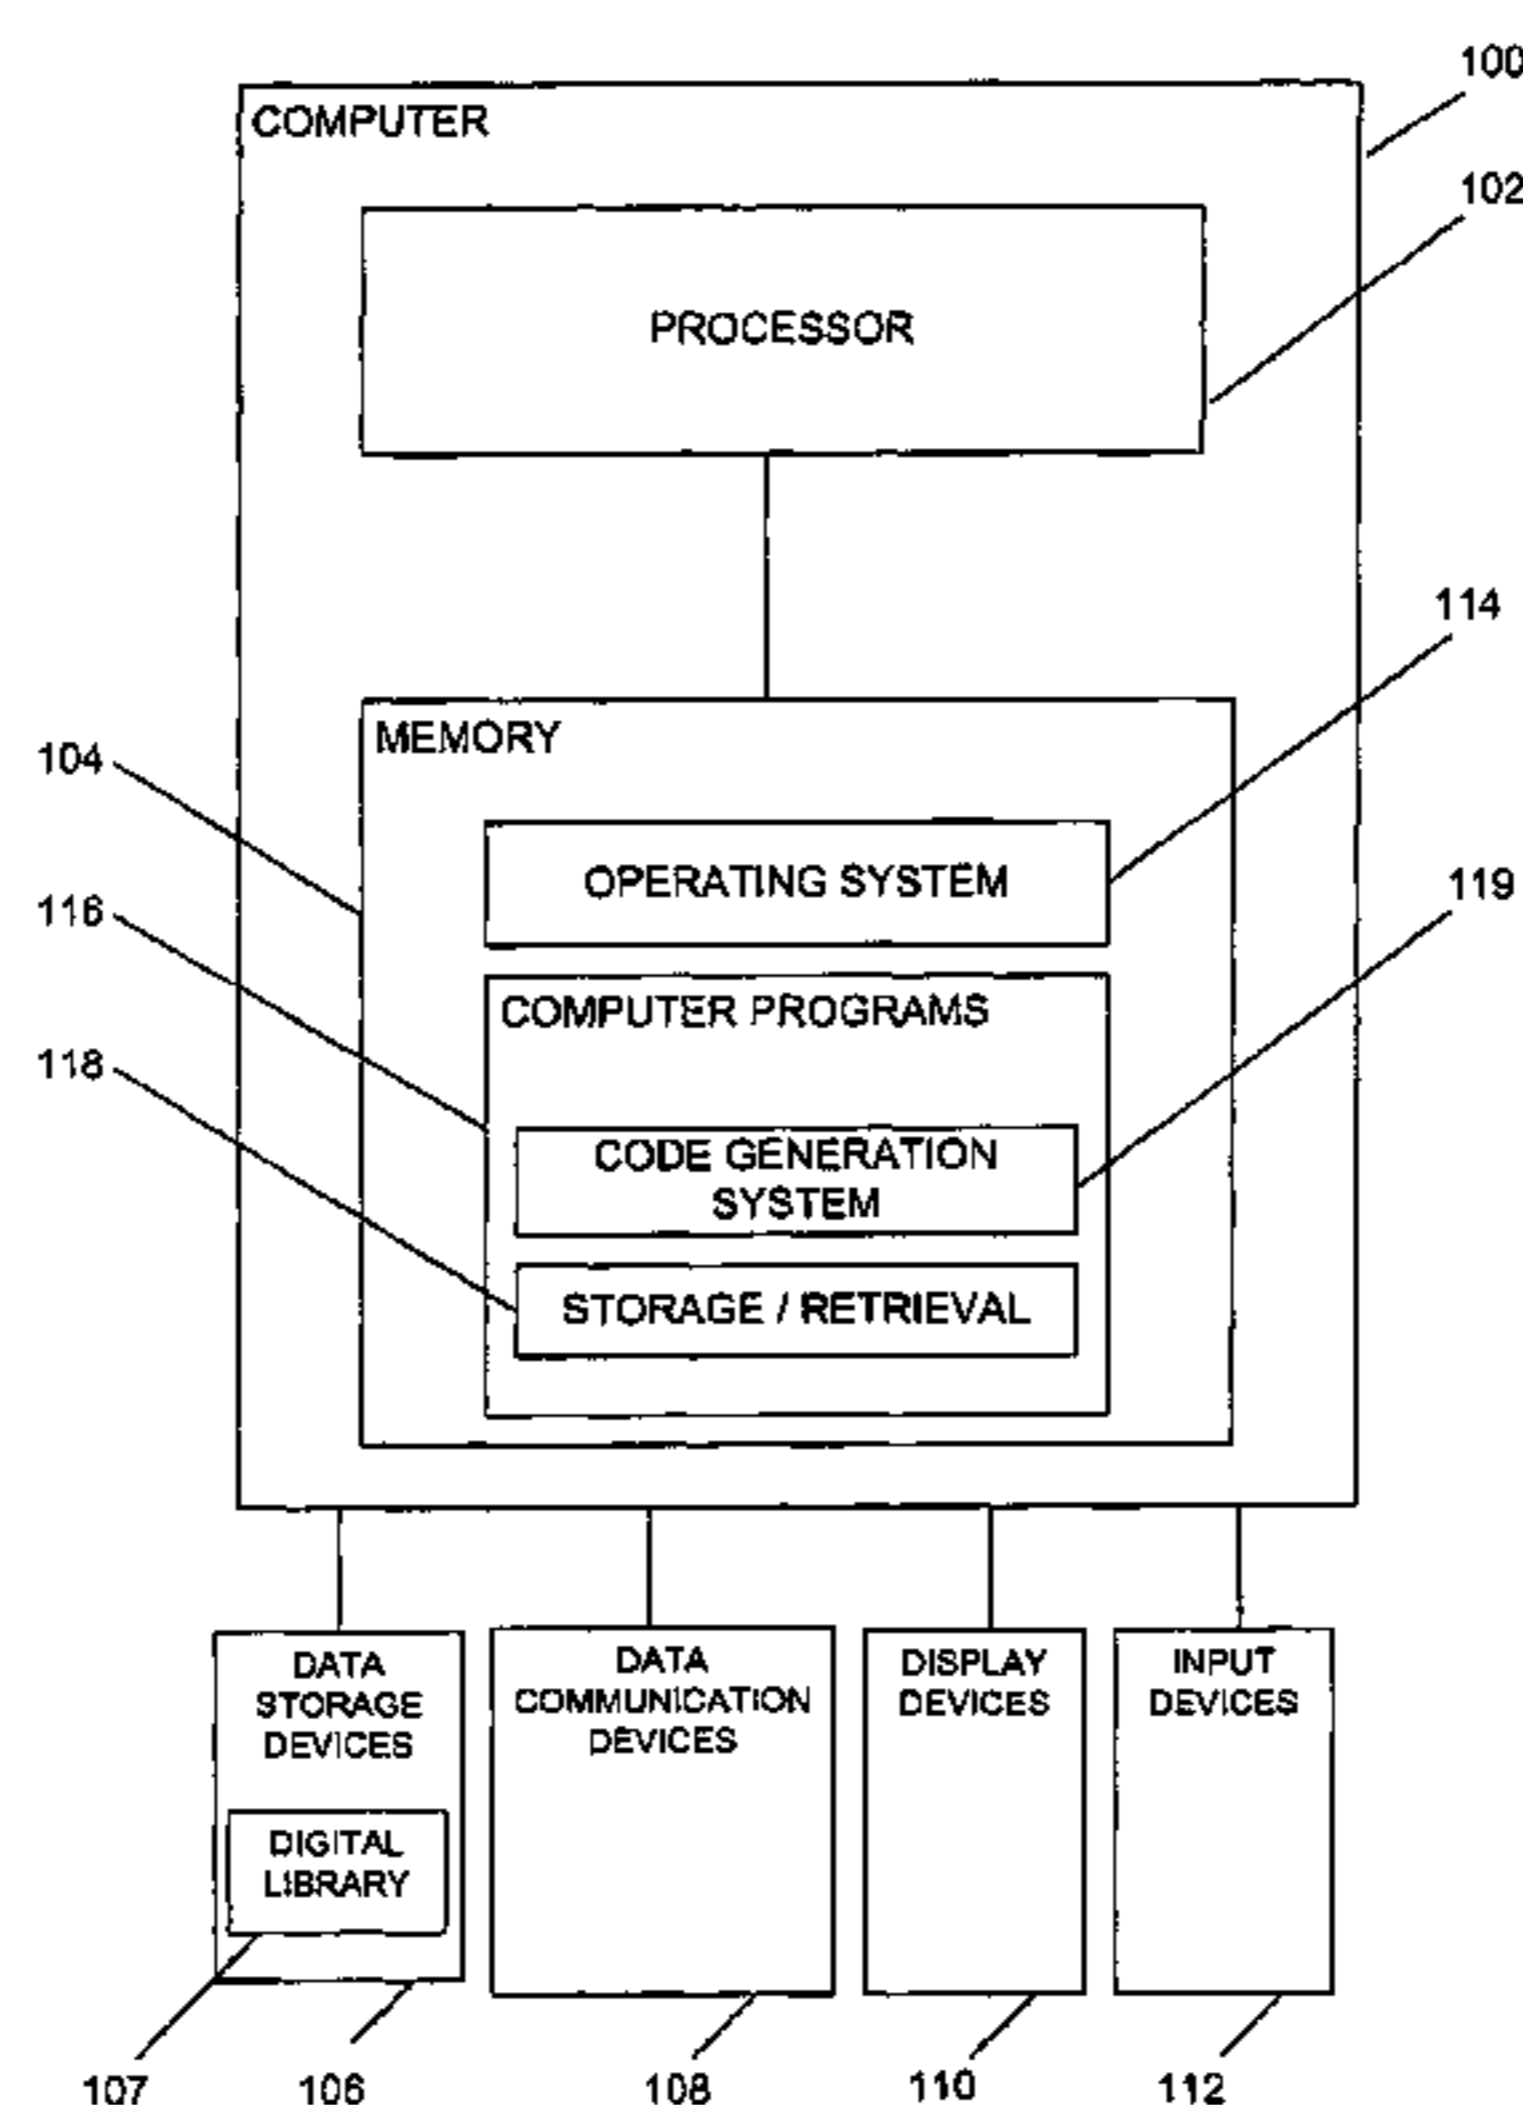 100
COMPUTER
102
PROCESSOR
114
MEMORY
104
OPERATING SYSTEM
119
116
COMPUTER PROGRAMS
118
CODE GENERATION
SYSTEM
STORAGE / RETRIEVAL
DATA
STORAGE
DEVICES
DIGITAL
LIBRARY
DATA
COMMUNICATION
DEVICES
DISPLAY
DEVICES
INPUT
DEVICES
107
106
108
110
112